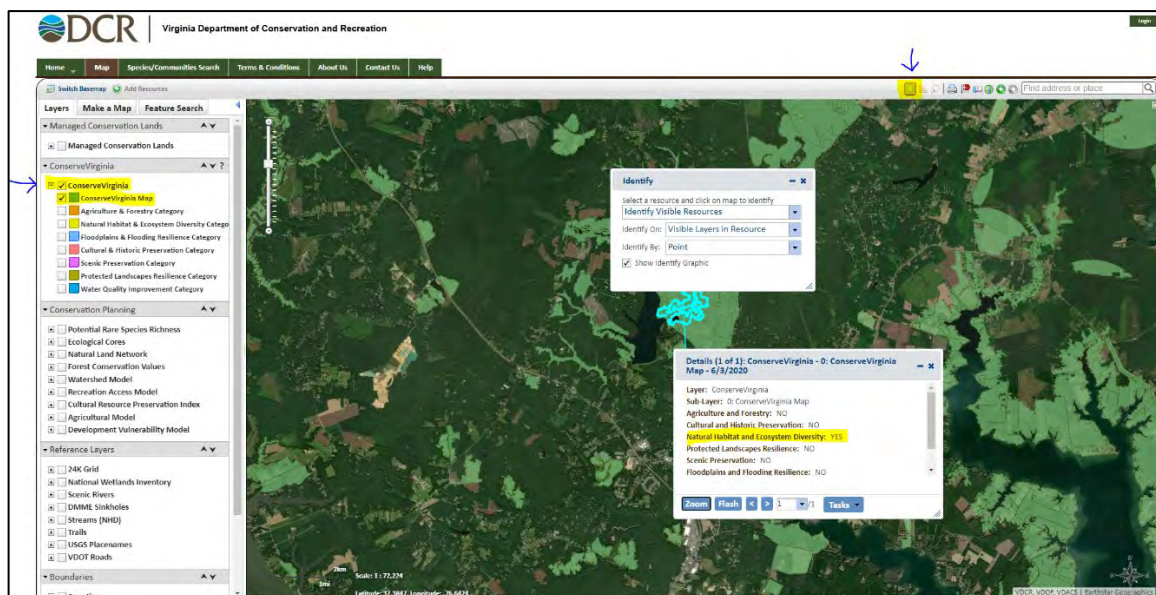 DCR
Virginia Department of Conservation and Recreation
Login
Home
Map
Species/Communities Search
Terms & Conditions
About Us
Contact Us
Help
Switch Basemap
Add Resources
Find address or place
Layers
Make a Map
Feature Search
Managed Conservation Lands
Managed Conservation Lands
ConserveVirginia
?
ConserveVirginia
ConserveVirginia Map
Agriculture & Forestry Category
Natural Habitat & Ecosystem Diversity Catego
Floodplains & Flooding Resilience Category
Cultural & Historic Preservation Category
Scenic Preservation Category
Protected Landscapes Resilience Category
Water Quality Improvement Category
Conservation Planning
Potential Rare Species Richness
Ecological Cores
Natural Land Network
Forest Conservation Values
Watershed Model
Recreation Access Model
Cultural Resource Preservation Index
Agricultural Model
Development Vulnerability Model
Reference Layers
24K Grid
National Wetlands Inventory
Scenic Rivers
DMME Sinkholes
Streams (NHD)
Trails
USGS Placenames
VDOT Roads
Boundaries
Identify
Select a resource and click on map to identify
Identify Visible Resources
Identify On: Visible Layers in Resource
Identify By: Point
Show Identify Graphic
Details (1 of 1): ConserveVirginia - 0: ConserveVirginia
Map - 6/3/2020
Layer: ConserveVirginia
Sub-Layer: 0: ConserveVirginia Map
Agriculture and Forestry: NO
Cultural and Historic Preservation: NO
Natural Habitat and Ecosystem Diversity: YES
Protected Landscapes Resilience: NO
Scenic Preservation: NO
Floodplains and Flooding Resilience: NO
Zoom
Flash
<
>
1
/1
Tasks
2km
1mi
Scale: 1 : 72,224
VDCR, VDOF, VDACS | Earthstar Geographics